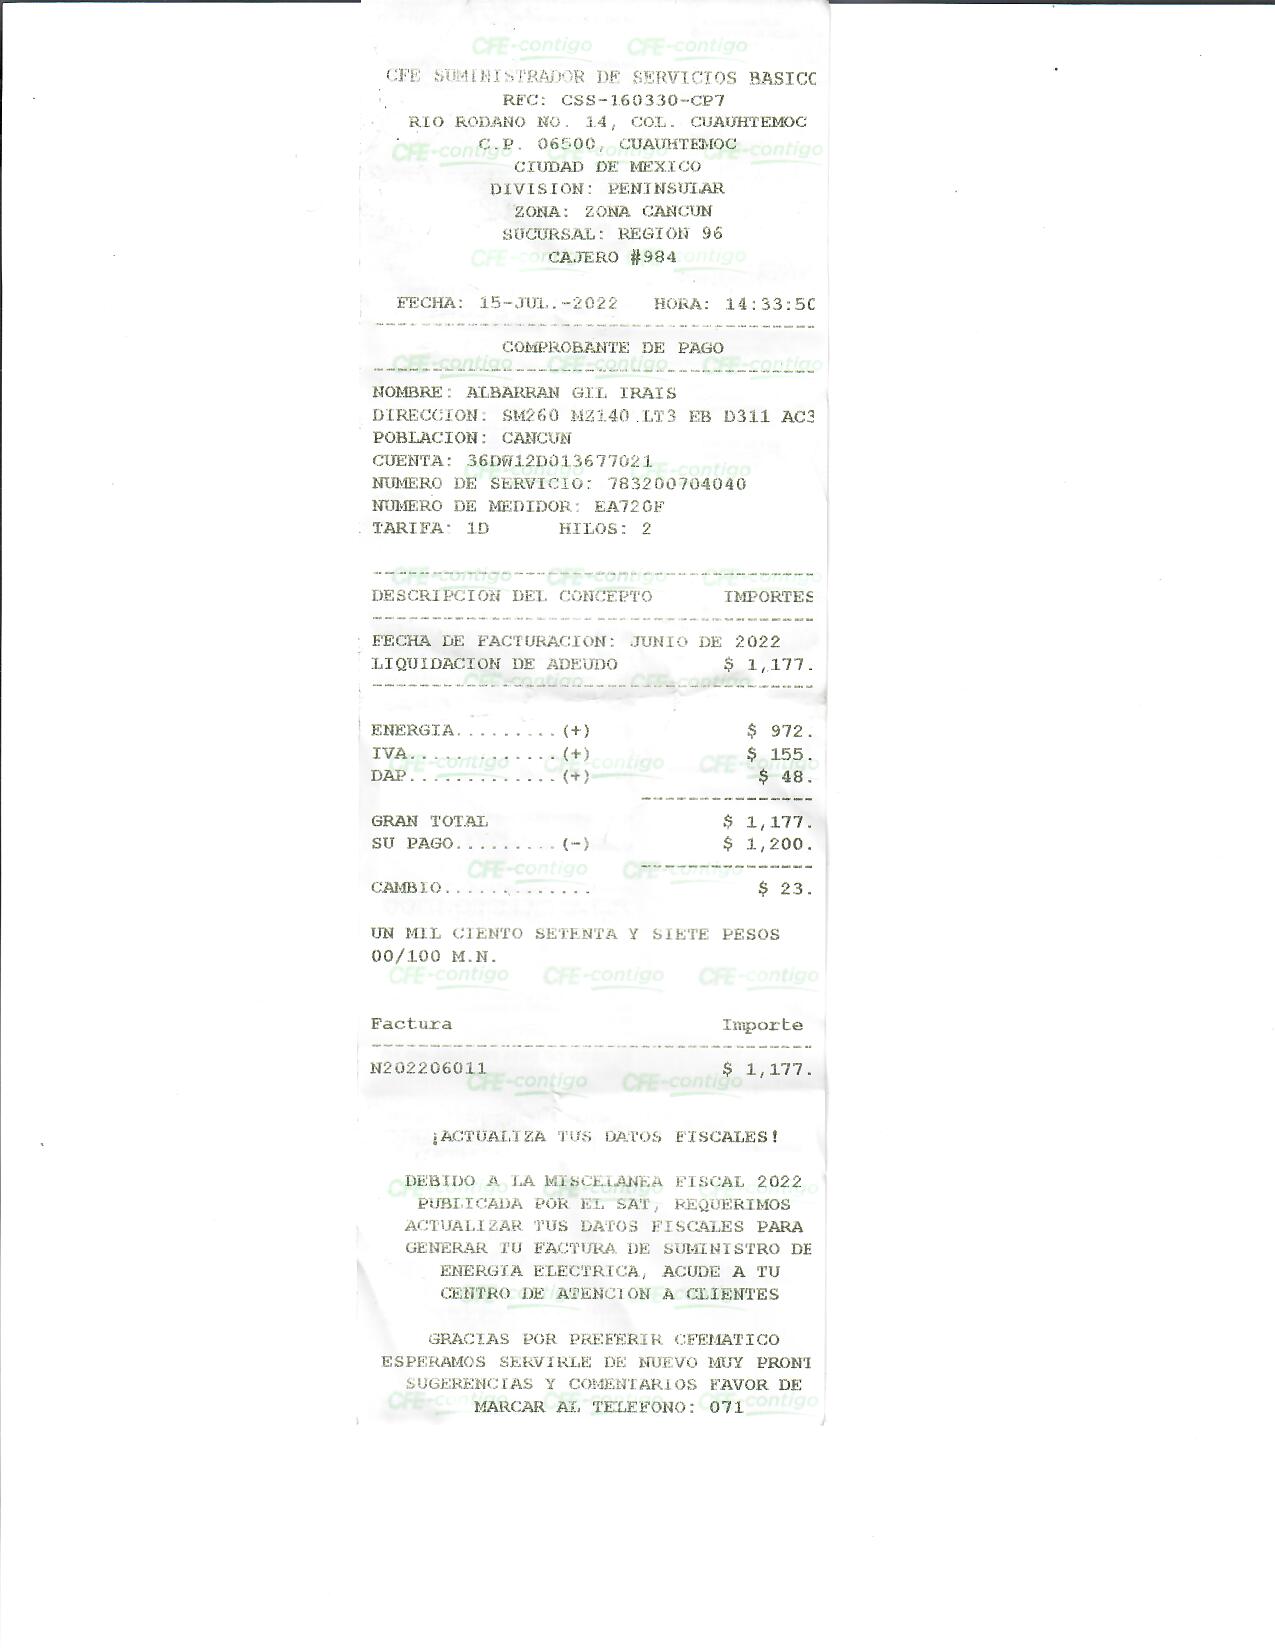 CFE-contigo CFE-contigo
CFE SUMINISTRADOR DE SERVICIOS BASICO
RFC: CSS-160330-CP7
RIO RODANO NO. 14, COL. CUAUHTEMOC
C.P. 06500, CUAUHTEMOC
CIUDAD DE MEXICO
DIVISION: PENINSULAR
ZONA: ZONA CANCUN
SUCURSAL: REGION 96
CAJERO #984
FECHA: 15-JUL.-2022 HORA: 14:33:50
COMPROBANTE DE PAGO
NOMBRE: ALBARRAN GIL IRAIS
DIRECCION: SM260 MZ140 LT3 EB D311 AC3
POBLACION: CANCUN
CUENTA: 36DW12D013677021
NUMERO DE SERVICIO: 783200704040
NUMERO DE MEDIDOR:
TARIFA: 1D HILOS: 2
DESCRIPCION DEL CONCEPTO IMPORTES
FECHA DE FACTURACION: JUNIO DE 2022
LIQUIDACION DE ADEUDO $ 1,177.
ENERGIA.........(+) $ 972.
IVA.............(+) $ 155.
DAP.............(+) $ 48.
GRAN TOTAL $ 1,177.
SU PAGO.........(-) $ 1,200.
CAMBIO............. $ 23.
UN MIL CIENTO SETENTA Y SIETE PESOS
00/100 M.N.
Factura Importe
N202206011 $ 1,177.
¡ACTUALIZA TUS DATOS FISCALES!
DEBIDO A LA MISCELANEA FISCAL 2022
PUBLICADA POR EL SAT, REQUERIMOS
ACTUALIZAR TUS DATOS FISCALES PARA
GENERAR TU FACTURA DE SUMINISTRO DE
ENERGIA ELECTRICA, ACUDE A TU
CENTRO DE ATENCION A CLIENTES
GRACIAS POR PREFERIR CFEMATICO
ESPERAMOS SERVIRLE DE NUEVO MUY PRONT
SUGERENCIAS Y COMENTARIOS FAVOR DE
MARCAR AL TELEFONO: 071